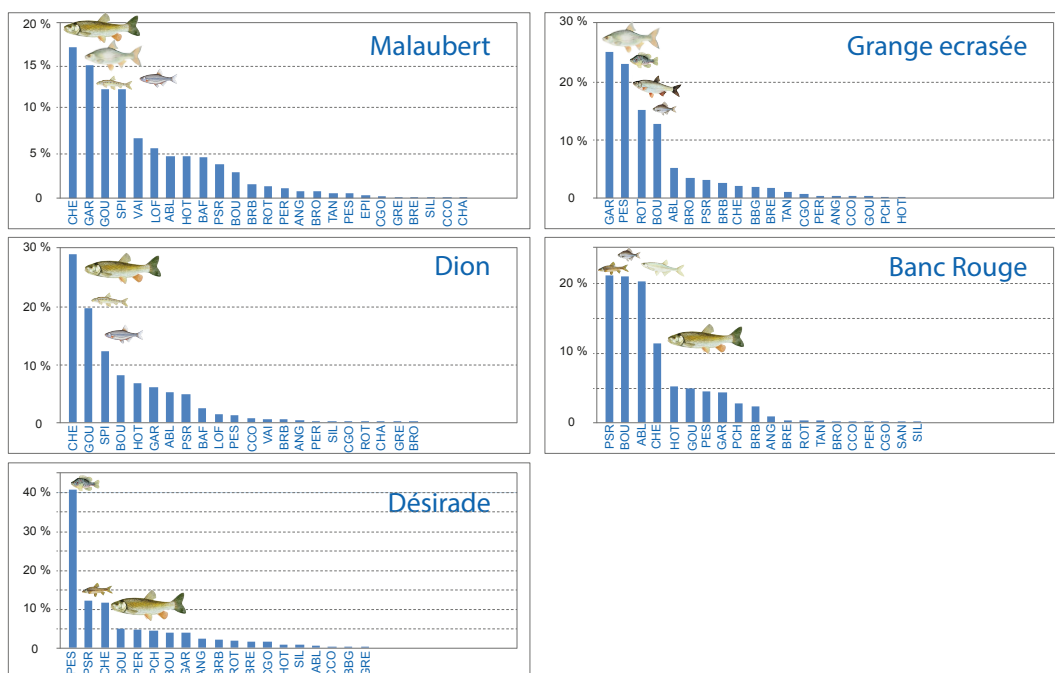 Malaubert
20 %
15 %
10 %
5 %
0
CHE GAR GOU SPI VAI LOF ABL HOT BAF PSR BOU BRB ROT PER ANG BRO TAN PES EPI CGO GRE BRE SIL CCO CHA
Grange ecrasée
30 %
20 %
10 %
0
GAR PES ROT BOU ABL BRO PSR BRB CHE BBG BRE TAN CGO PER ANG CCO GOU PCH HOT
Dion
30 %
20 %
10 %
0
CHE GOU SPI BOU HOT GAR ABL PSR BAF LOF PES CCO VAI BRB ANG PER SIL CGO ROT CHA GRE BRO
Banc Rouge
20 %
10 %
0
PSR BOU ABL CHE HOT GOU PES GAR PCH BRB ANG BRE ROT TAN BRO CCO PER CGO SAN SIL
Désirade
40 %
30 %
20 %
10 %
0
PES PSR CHE GOU PER PCH BOU GAR ANG BRB ROT BRE CGO HOT SIL ABL CCO BBG GRE